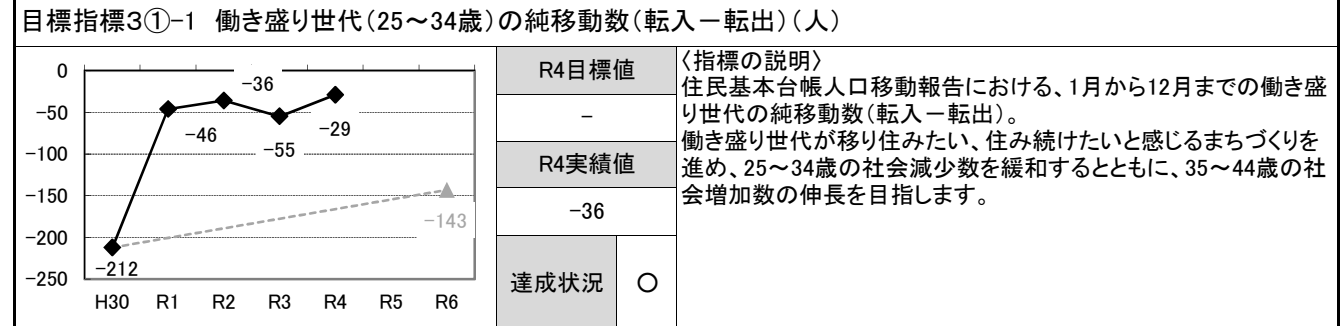 目標指標3①-1 働き盛り世代(25～34歳)の純移動数(転入－転出)(人)
0
-50
-100
-150
-200
-250
-212
-46
-36
-55
-29
-143
H30 R1 R2 R3 R4 R5 R6
R4目標値
-
R4実績値
-36
達成状況 ○
〈指標の説明〉
住民基本台帳人口移動報告における、1月から12月までの働き盛
り世代の純移動数(転入－転出)。
働き盛り世代が移り住みたい、住み続けたいと感じるまちづくりを
進め、25～34歳の社会減少数を緩和するとともに、35～44歳の社
会増加数の伸長を目指します。